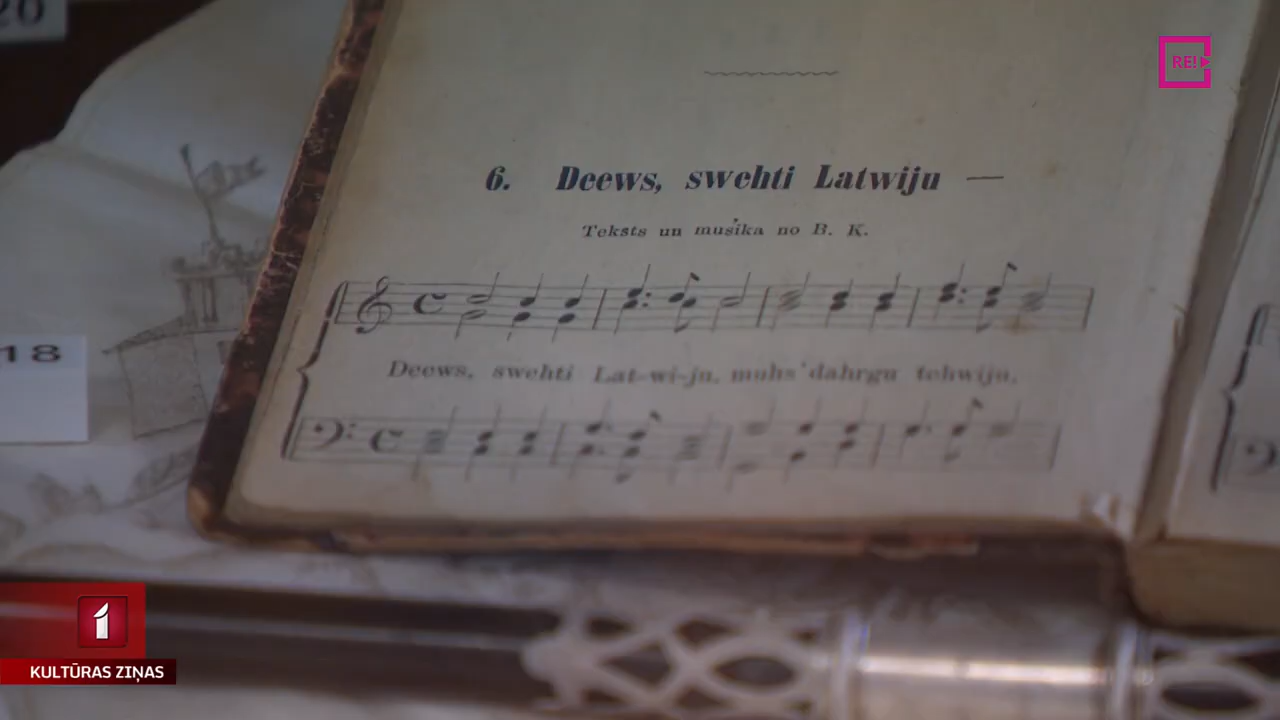 20
RE!
6. Deews, swehti Latwiju —
Teksts un musika no B. K.
Deews, swehti Lat-wi-ju, muhs' dahrgu tehwiju,
18
1
KULTŪRAS ZIŅAS